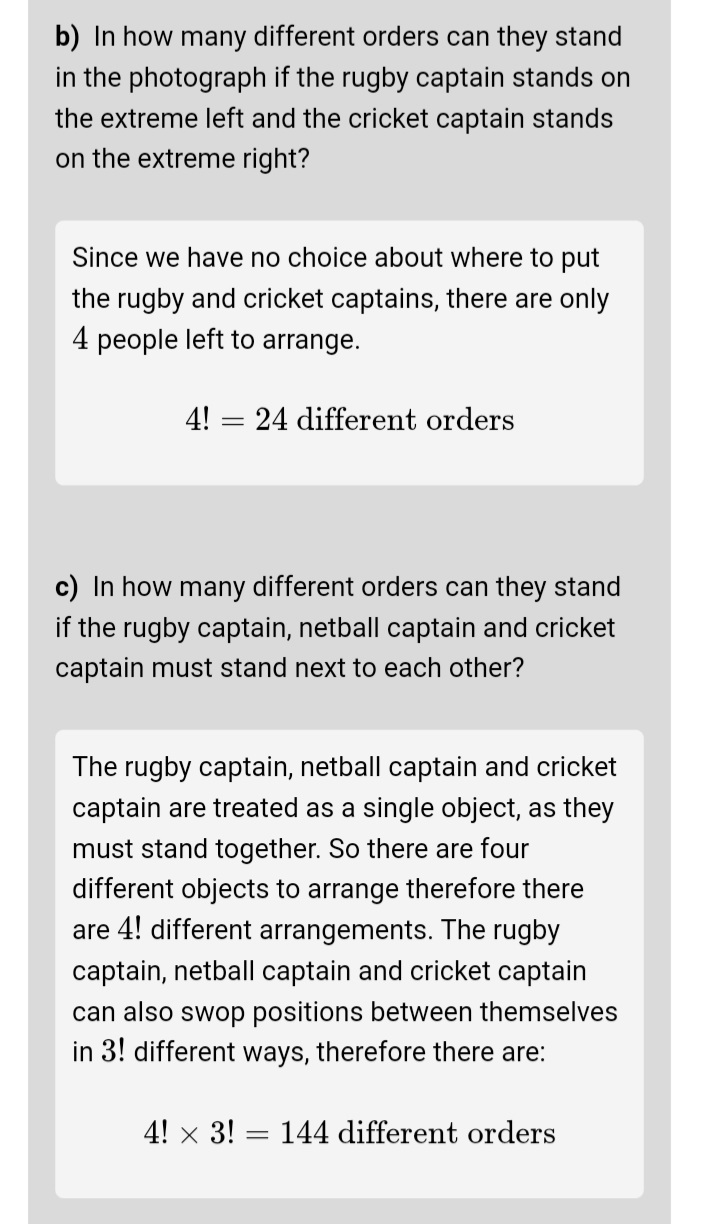 b) In how many different orders can they stand
in the photograph if the rugby captain stands on
the extreme left and the cricket captain stands
on the extreme right?
Since we have no choice about where to put
the rugby and cricket captains, there are only
4 people left to arrange.
4! = 24 different orders
c) In how many different orders can they stand
if the rugby captain, netball captain and cricket
captain must stand next to each other?
The rugby captain, netball captain and cricket
captain are treated as a single object, as they
must stand together. So there are four
different objects to arrange therefore there
are 4! different arrangements. The rugby
captain, netball captain and cricket captain
can also swop positions between themselves
in 3! different ways, therefore there are:
4! × 3! = 144 different orders